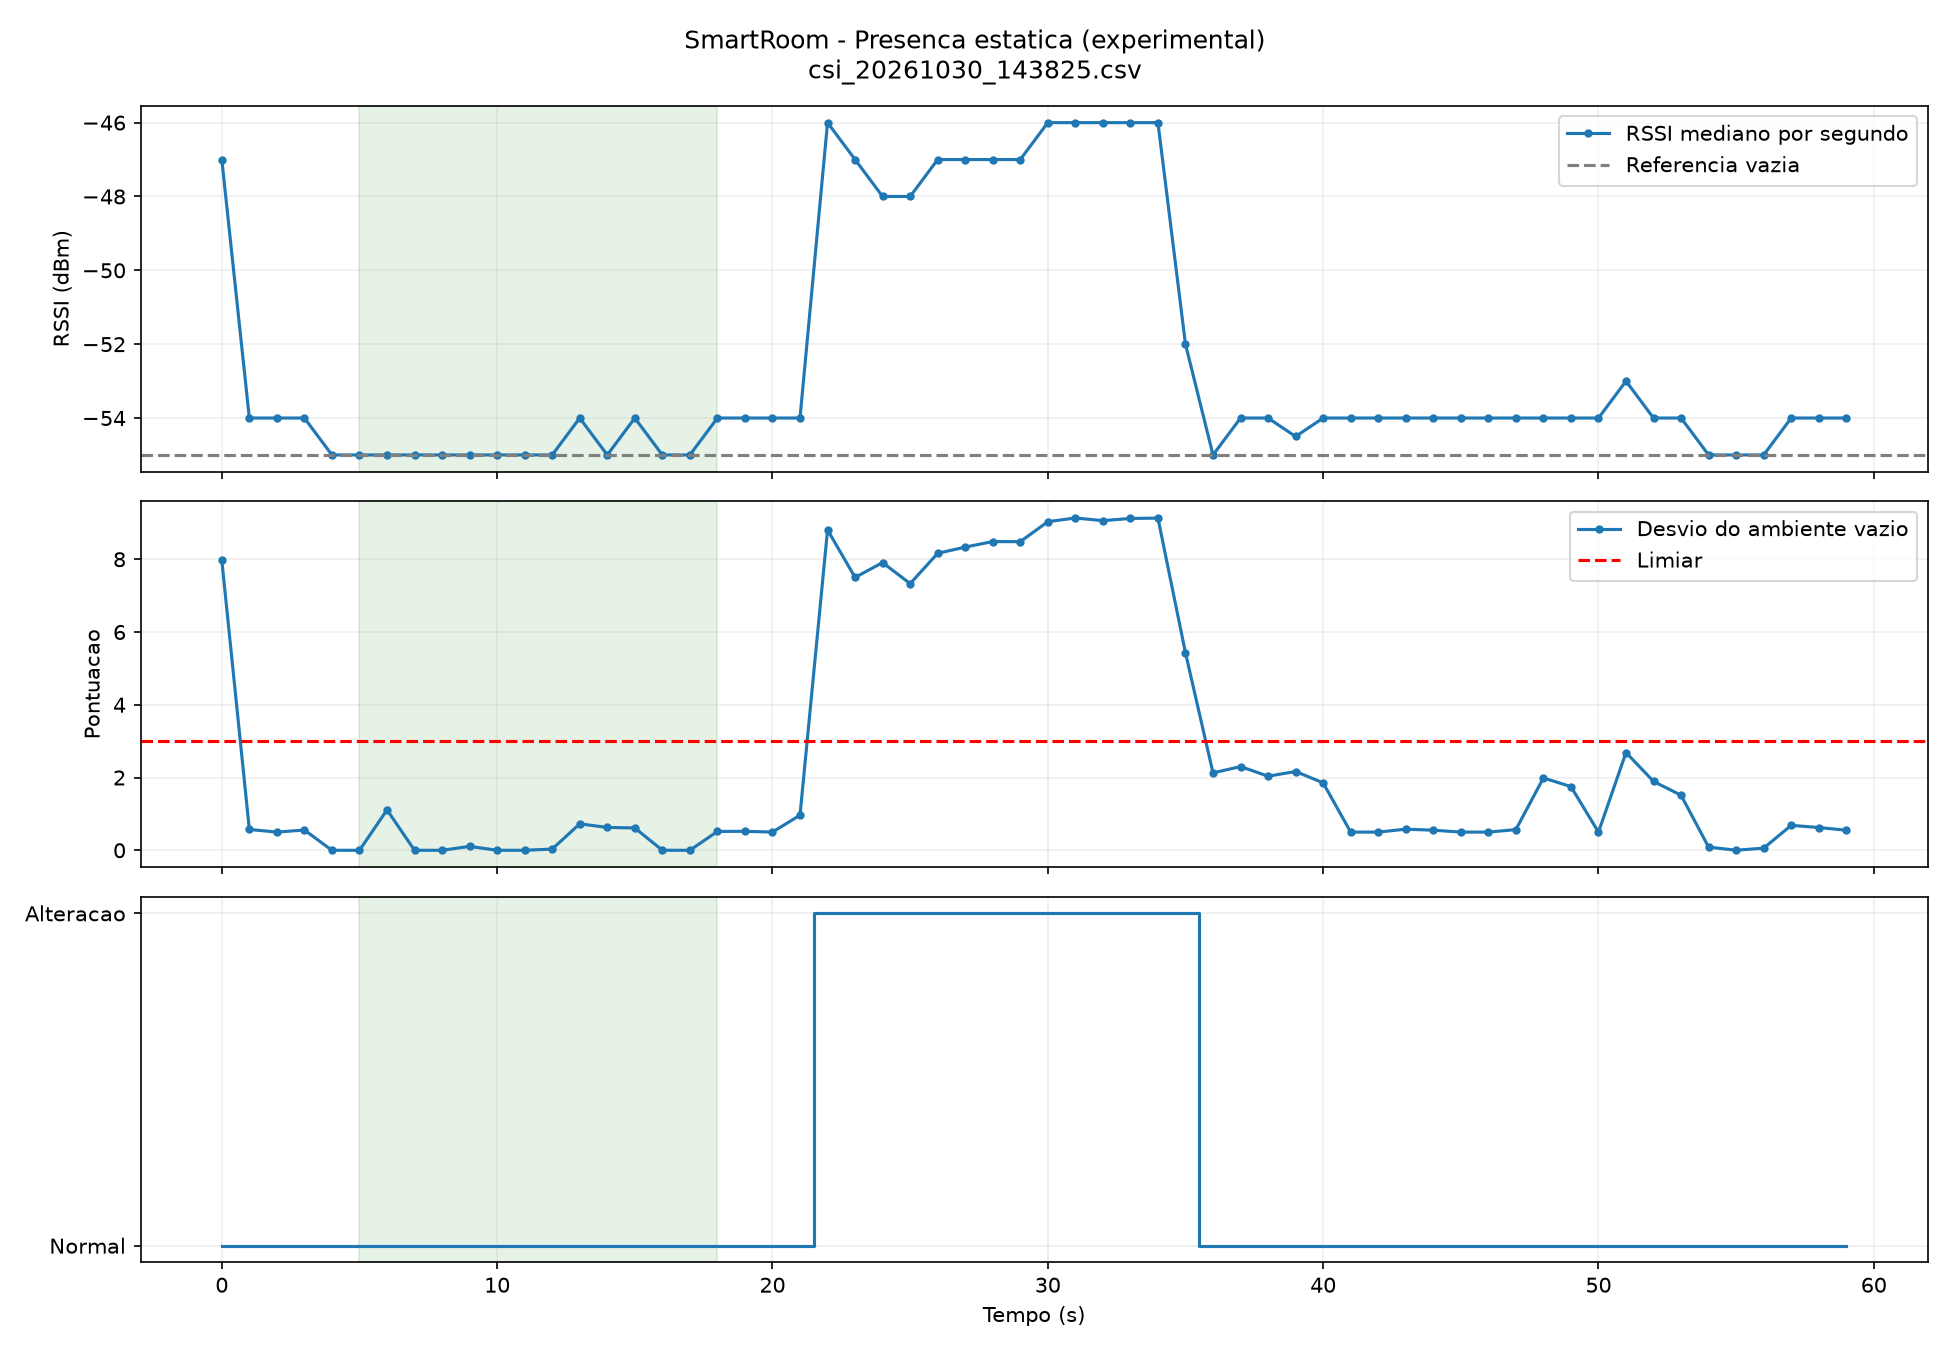 SmartRoom - Presenca estatica (experimental)
csi_20261030_143825.csv
RSSI (dBm)
−46
−48
−50
−52
−54
RSSI mediano por segundo
Referencia vazia
Pontuacao
8
6
4
2
0
Desvio do ambiente vazio
Limiar
Alteracao
Normal
0 10 20 30 40 50 60
Tempo (s)